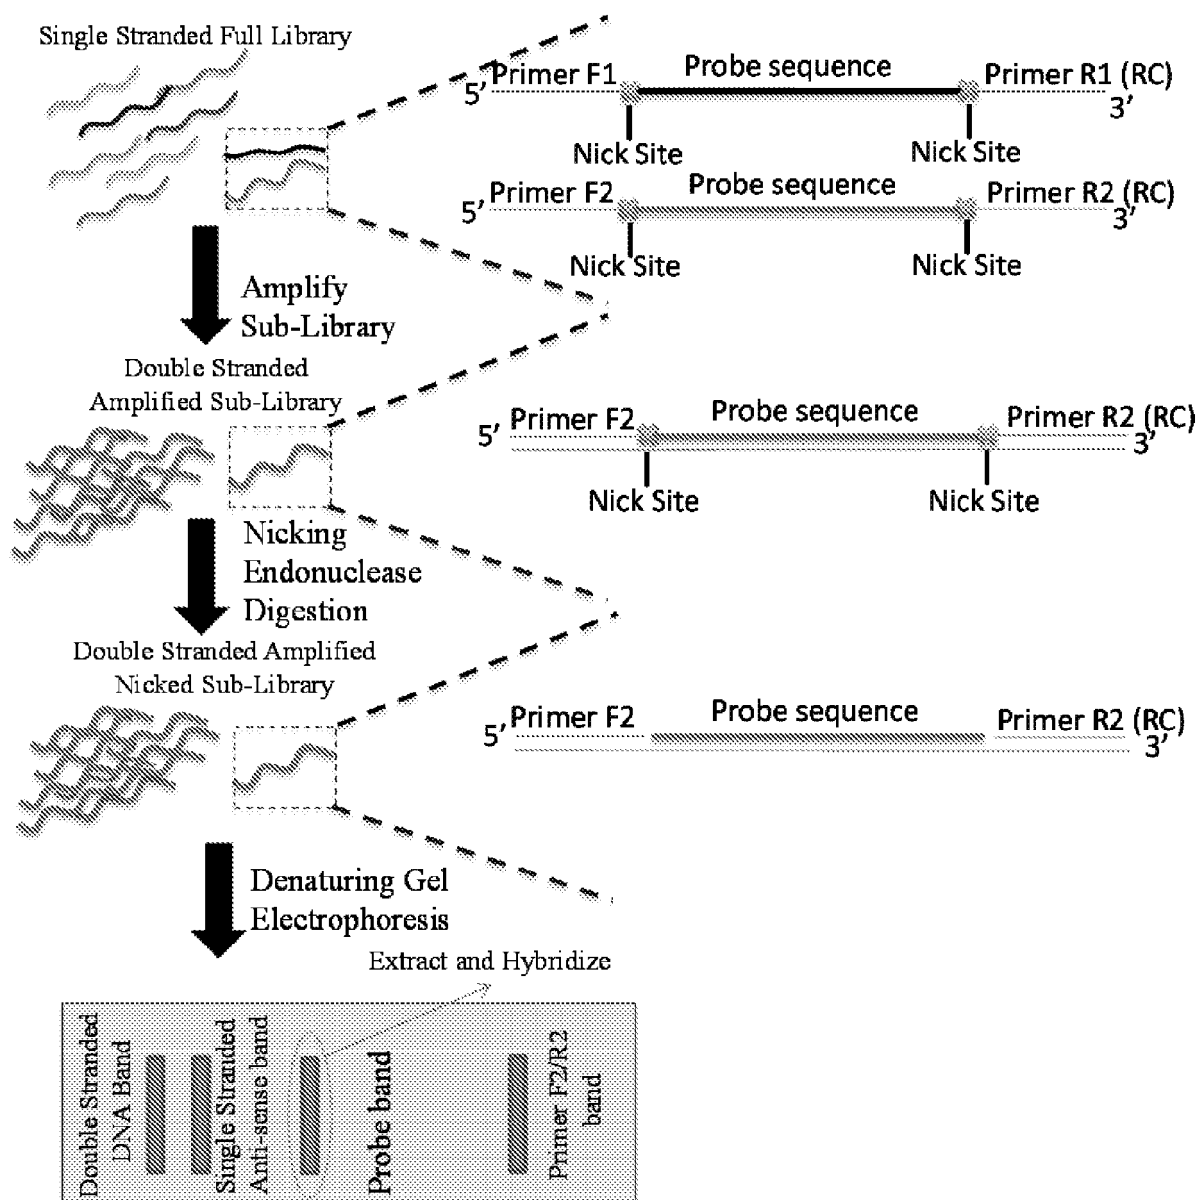 Single Stranded Full Library
5’ Primer F1 Probe sequence Primer R1 (RC) 3’
Nick Site Nick Site
5’ Primer F2 Probe sequence Primer R2 (RC) 3’
Nick Site Nick Site
Amplify
Sub-Library
Double Stranded
Amplified Sub-Library
5’ Primer F2 Probe sequence Primer R2 (RC) 3’
Nick Site Nick Site
Nicking
Endonuclease
Digestion
Double Stranded Amplified
Nicked Sub-Library
5’ Primer F2 Probe sequence Primer R2 (RC) 3’
Denaturing Gel
Electrophoresis
Extract and Hybridize
Double Stranded
DNA Band
Single Stranded
Anti-sense band
Probe band
Primer F2/R2
band